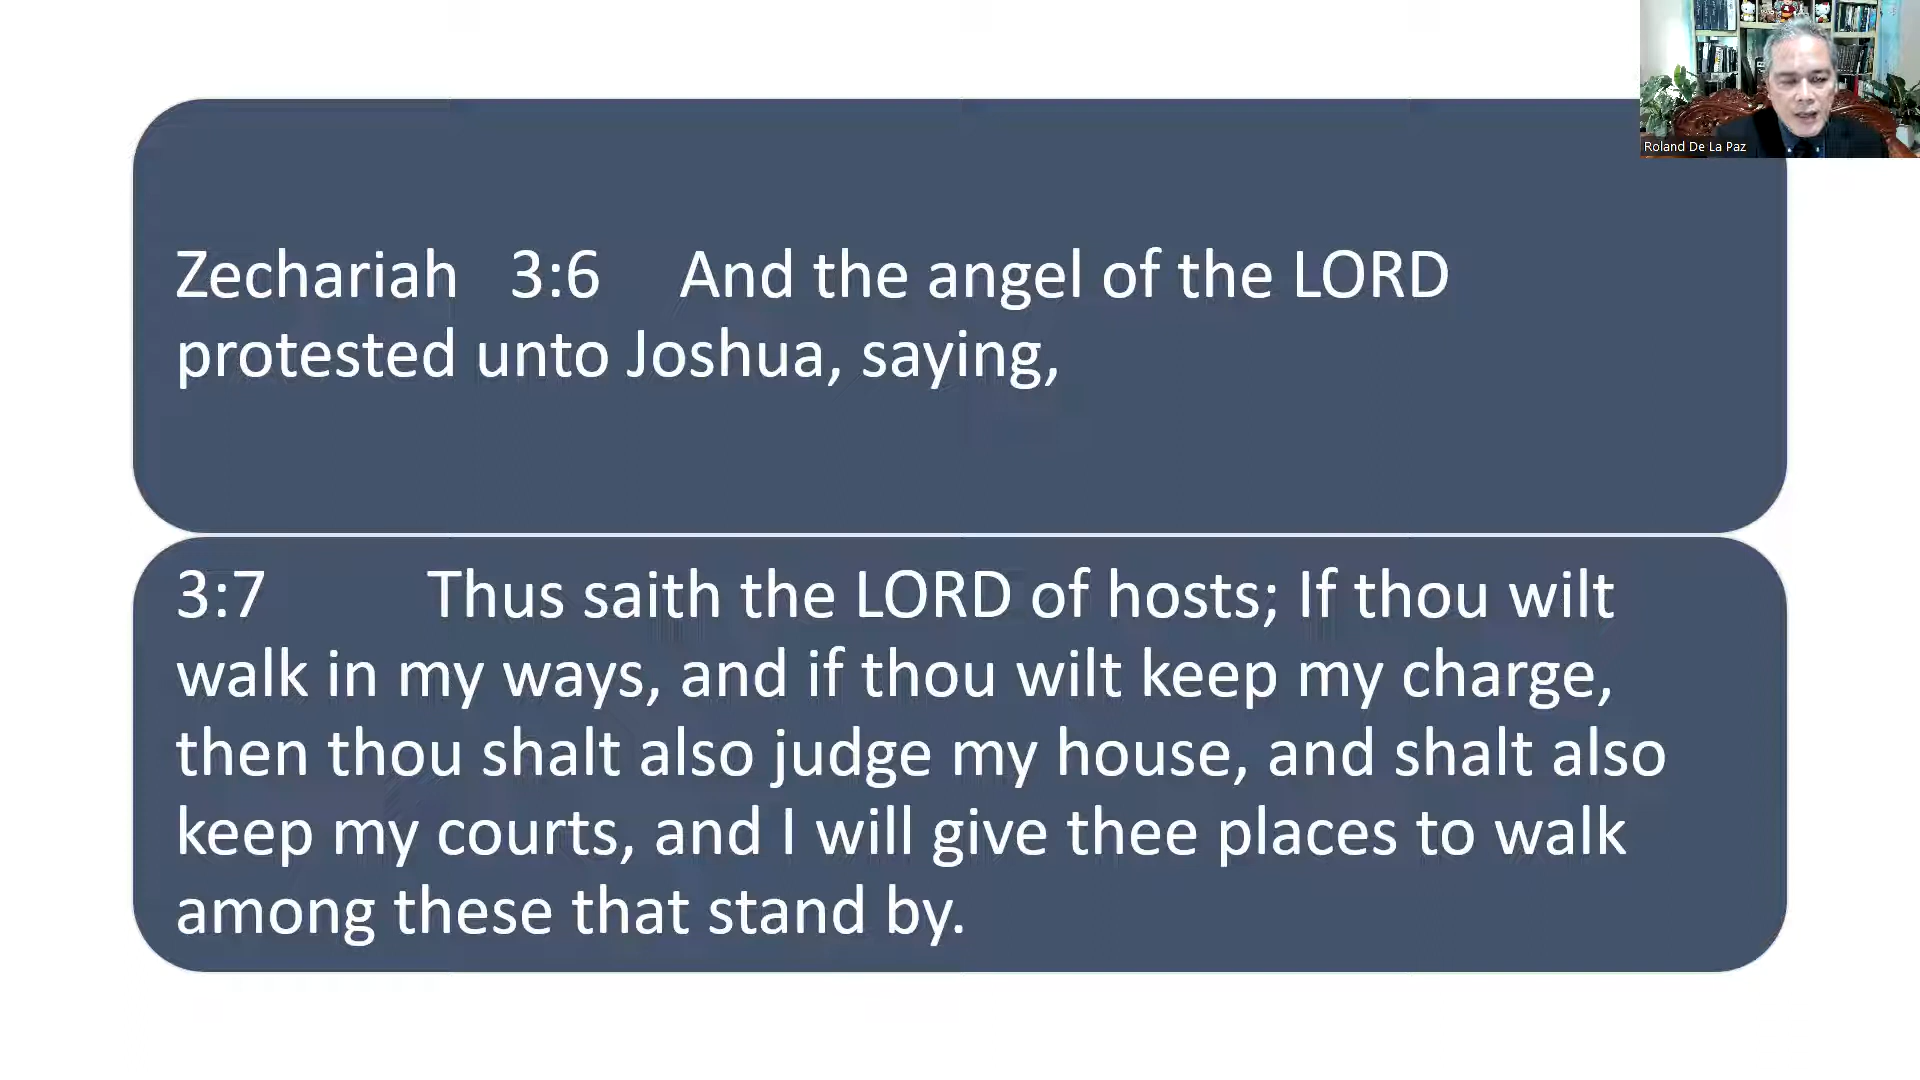 Roland De La Paz
Zechariah 3:6 And the angel of the LORD
protested unto Joshua, saying,
3:7 Thus saith the LORD of hosts; If thou wilt
walk in my ways, and if thou wilt keep my charge,
then thou shalt also judge my house, and shalt also
keep my courts, and I will give thee places to walk
among these that stand by.